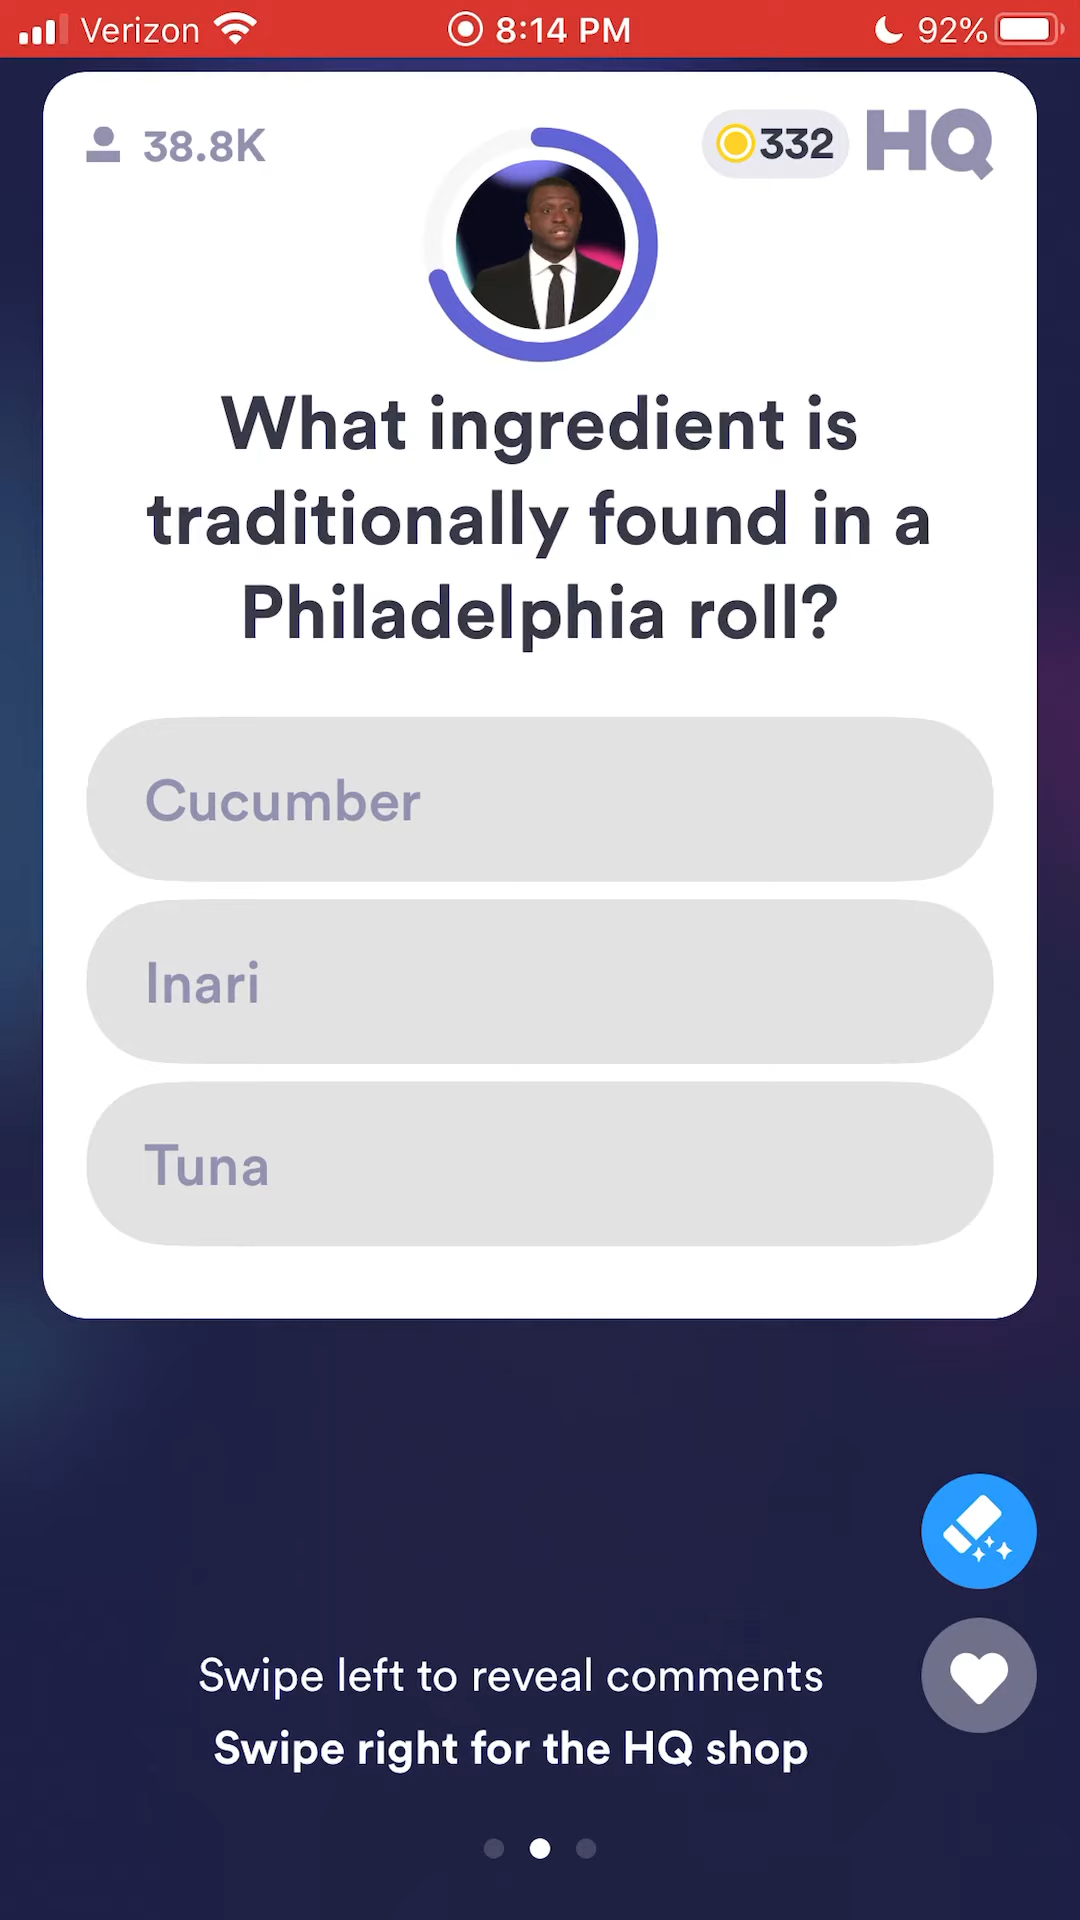 Verizon 8:14 PM 92%
38.8K 332 HQ
What ingredient is
traditionally found in a
Philadelphia roll?
Cucumber
Inari
Tuna
Swipe left to reveal comments
Swipe right for the HQ shop